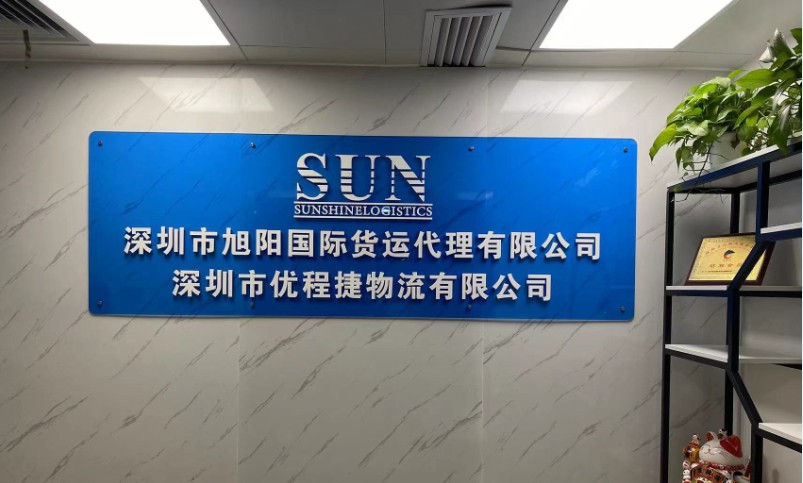 SUN
SUNSHINELOGISTICS
深圳市旭阳国际货运代理有限公司
深圳市优程捷物流有限公司